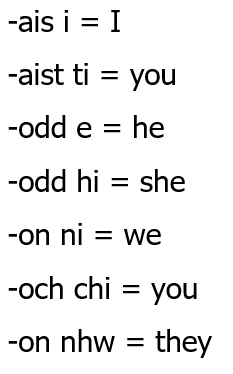 -ais i = I
-aist ti = you
-odd e = he
-odd hi = she
-on ni = we
-och chi = you
-on nhw = they